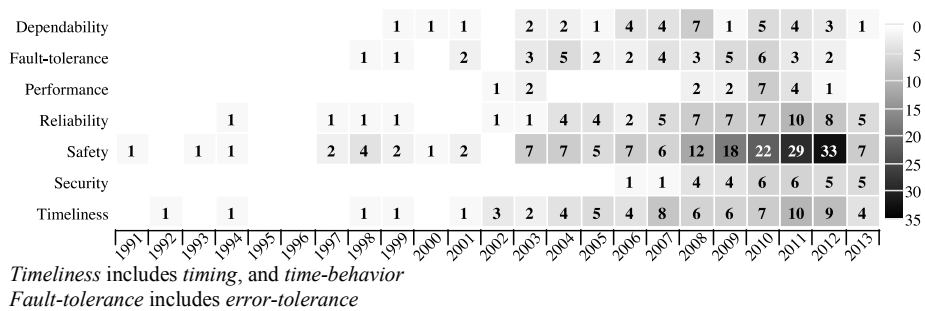 Dependability 1 1 1 2 2 1 4 4 7 1 5 4 3 1
Fault-tolerance 1 1 2 3 5 2 2 4 3 5 6 3 2
Performance 1 2 2 2 7 4 1
Reliability 1 1 1 1 1 1 4 4 2 5 7 7 7 10 8 5
Safety 1 1 1 2 4 2 1 2 7 7 5 7 6 12 18 22 29 33 7
Security 1 1 4 4 6 6 5 5
Timeliness 1 1 1 1 1 3 2 4 5 4 8 6 6 7 10 9 4
1991 1992 1993 1994 1995 1996 1997 1998 1999 2000 2001 2002 2003 2004 2005 2006 2007 2008 2009 2010 2011 2012 2013
0
5
10
15
20
25
30
35
Timeliness includes timing, and time-behavior
Fault-tolerance includes error-tolerance